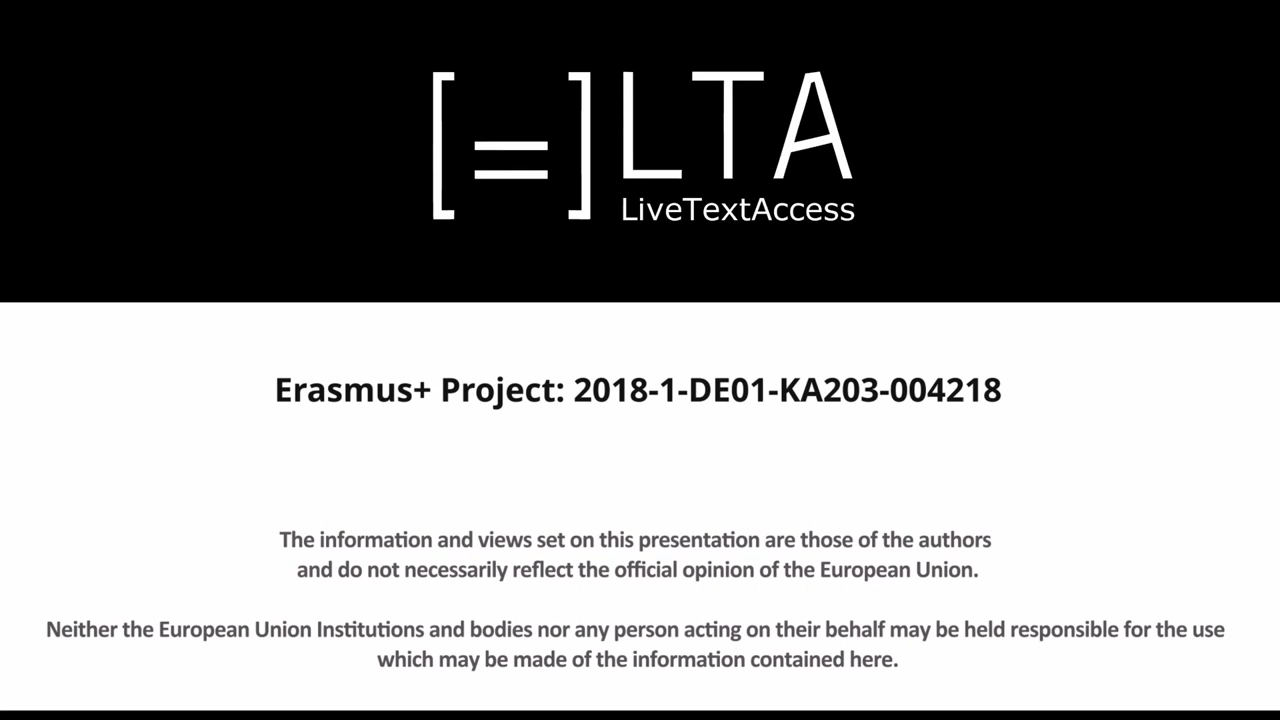 [=] LTA
LiveTextAccess
Erasmus+ Project: 2018-1-DE01-KA203-004218
The information and views set on this presentation are those of the authors
and do not necessarily reflect the official opinion of the European Union.
Neither the European Union Institutions and bodies nor any person acting on their behalf may be held responsible for the use
which may be made of the information contained here.